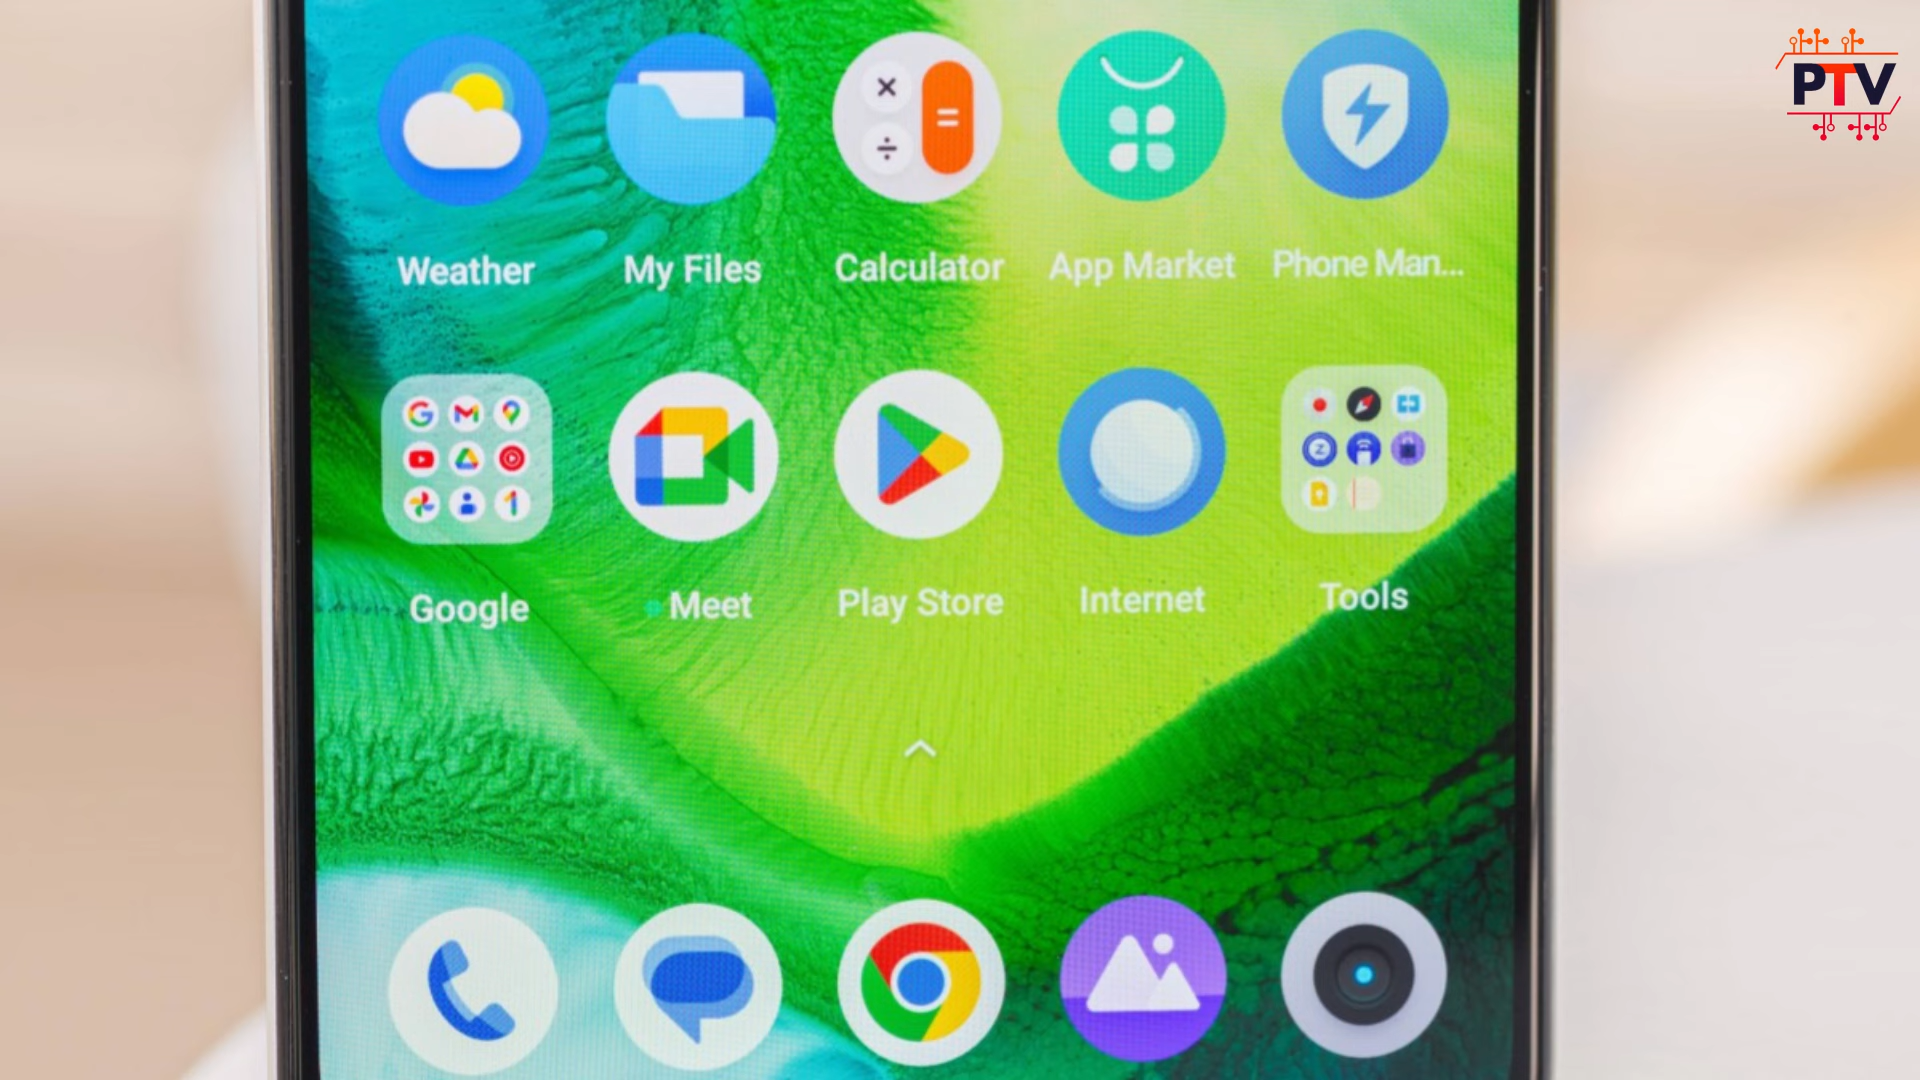 PTV
Weather My Files Calculator App Market Phone Man...
Google Meet Play Store Internet Tools